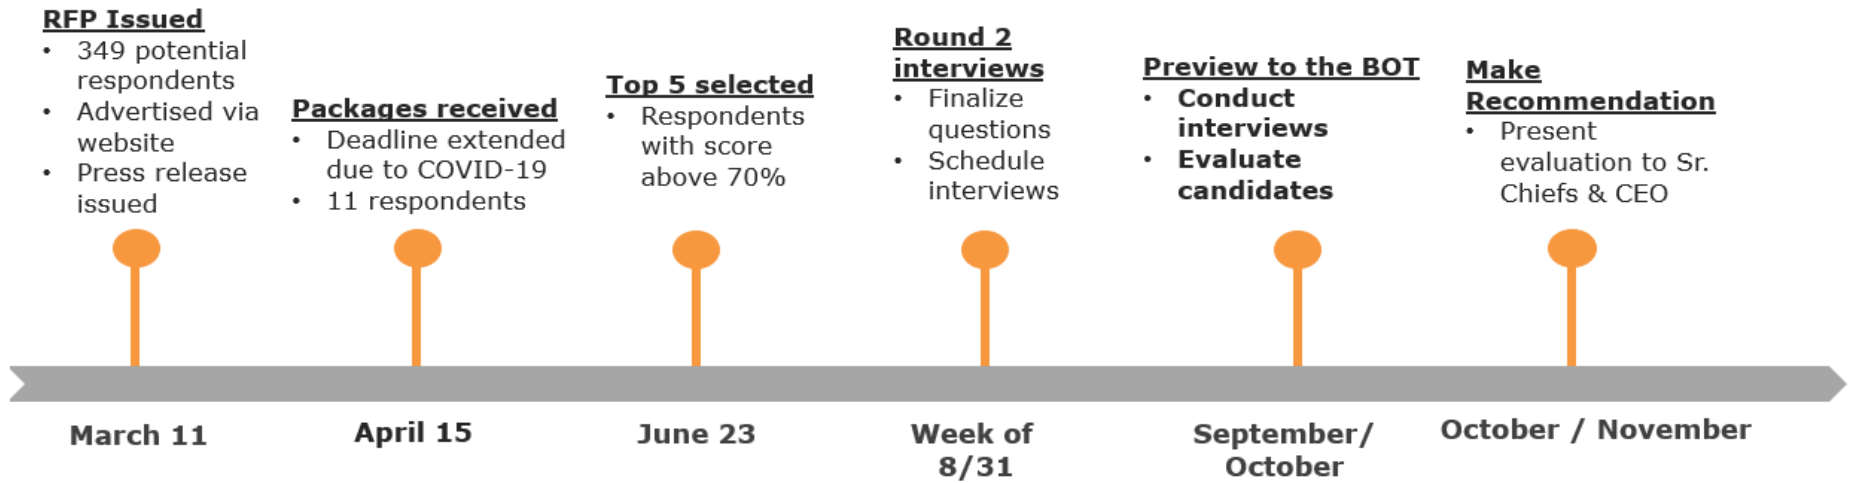 RFP Issued
• 349 potential
respondents
• Advertised via
website
• Press release
issued
Packages received
• Deadline extended
due to COVID-19
• 11 respondents
Top 5 selected
• Respondents
with score
above 70%
Round 2
interviews
• Finalize
questions
• Schedule
interviews
Preview to the BOT
• Conduct
interviews
• Evaluate
candidates
Make
Recommendation
• Present
evaluation to Sr.
Chiefs & CEO
March 11
April 15
June 23
Week of
8/31
September/
October
October / November